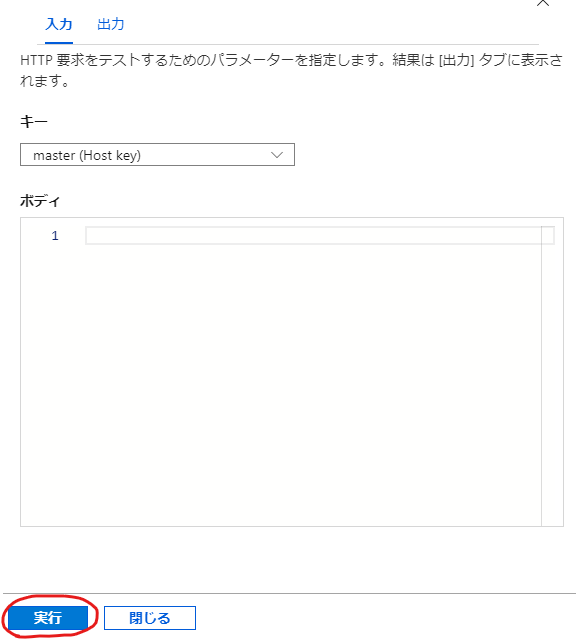 入力 出力
HTTP 要求をテストするためのパラメーターを指定します。結果は [出力] タブに表示さ
れます。
キー
master (Host key)
ボディ
1
実行 閉じる